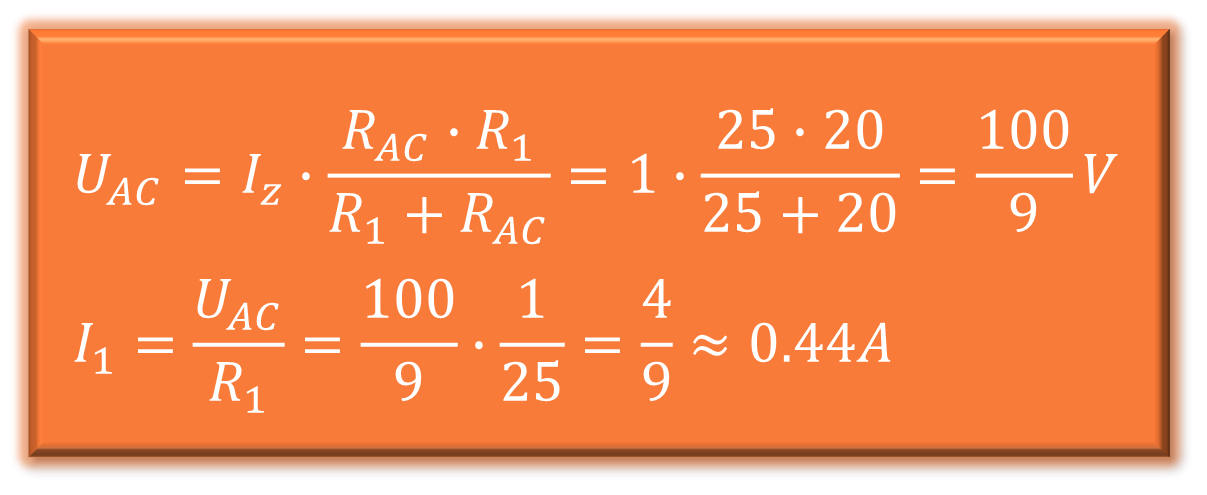 U_AC = I_z · (R_AC · R_1)/(R_1 + R_AC) = 1 · (25 · 20)/(25 + 20) = 100/9 V
I_1 = U_AC/R_1 = 100/9 · 1/25 = 4/9 ≈ 0.44A